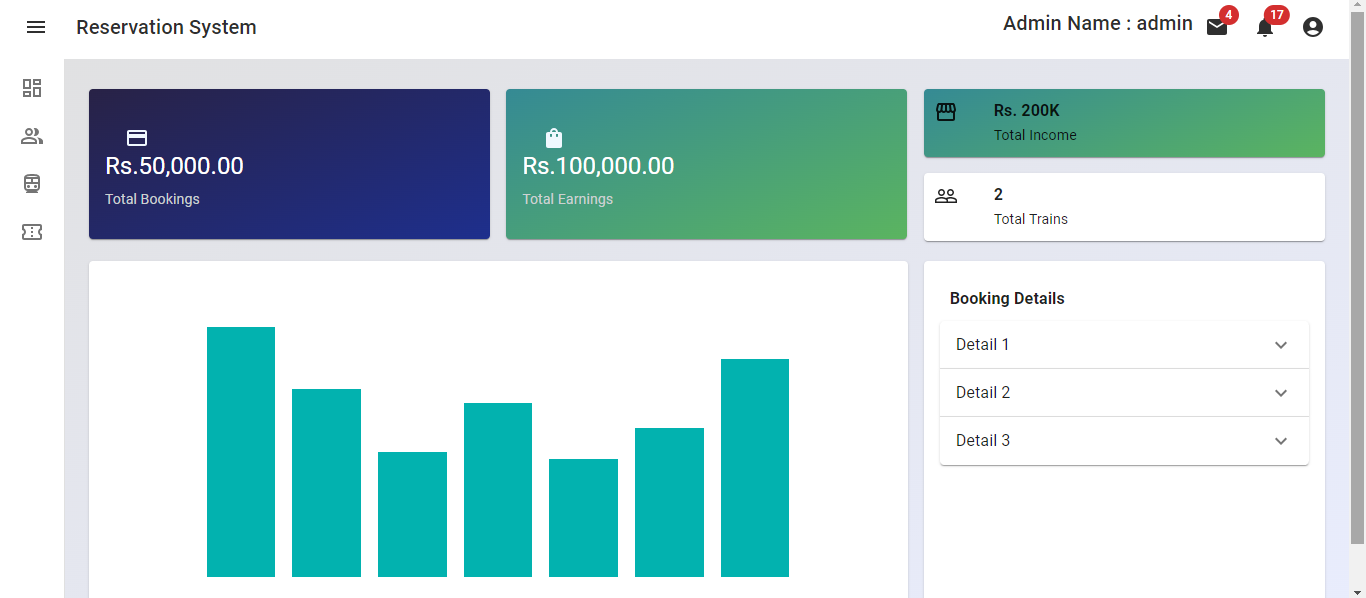 Reservation System
Admin Name : admin
4
17
Rs.50,000.00
Total Bookings
Rs.100,000.00
Total Earnings
Rs. 200K
Total Income
2
Total Trains
Booking Details
Detail 1
Detail 2
Detail 3